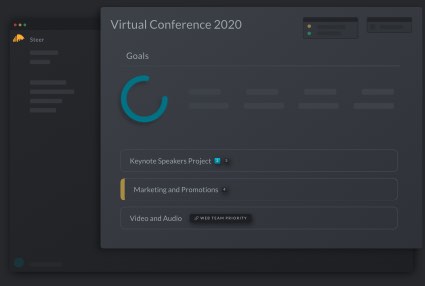 Virtual Conference 2020
Steer
Goals
Keynote Speakers Project
Marketing and Promotions
Video and Audio
WEB TEAM PRIORITY